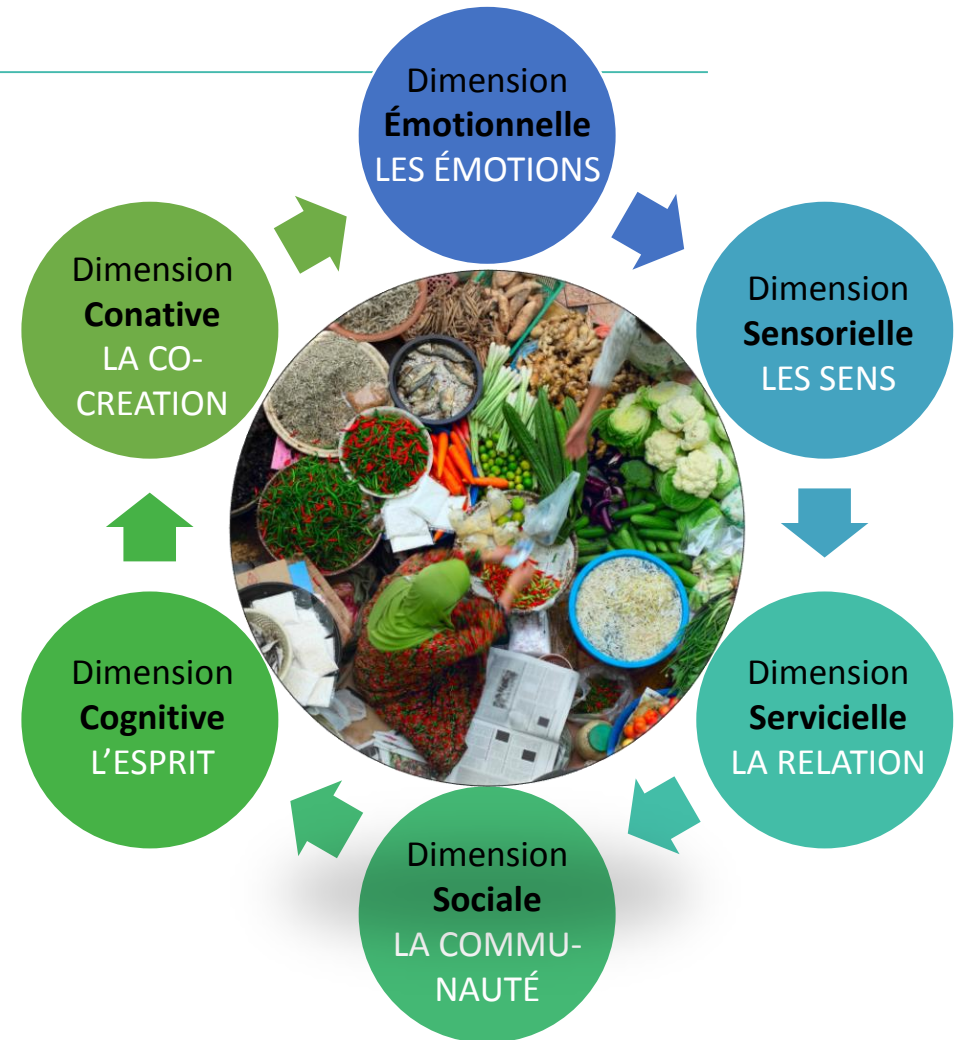 Dimension
Émotionnelle
LES ÉMOTIONS
Dimension
Sensorielle
LES SENS
Dimension
Servicielle
LA RELATION
Dimension
Sociale
LA COMMU-
NAUTÉ
Dimension
Cognitive
L’ESPRIT
Dimension
Conative
LA CO-
CREATION